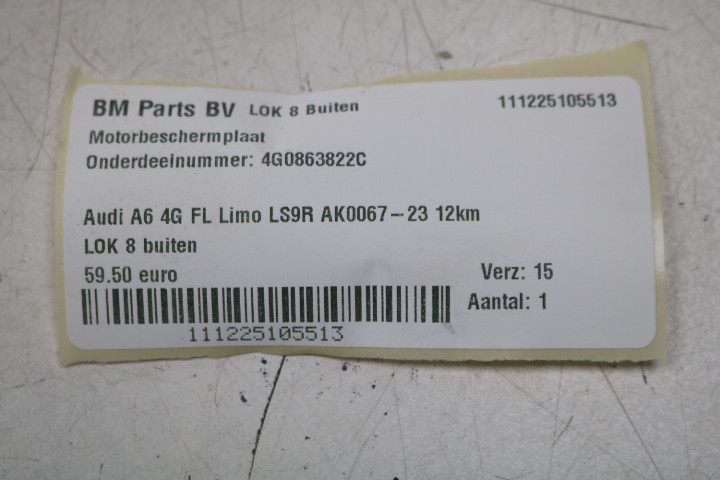 BM Parts BV LOK 8 Buiten 111225105513
Motorbeschermplaat
Onderdeelnummer: 4G0863822C
Audi A6 4G FL Limo LS9R AK0067-23 12km
LOK 8 buiten
59.50 euro Verz: 15
Aantal: 1
111225105513